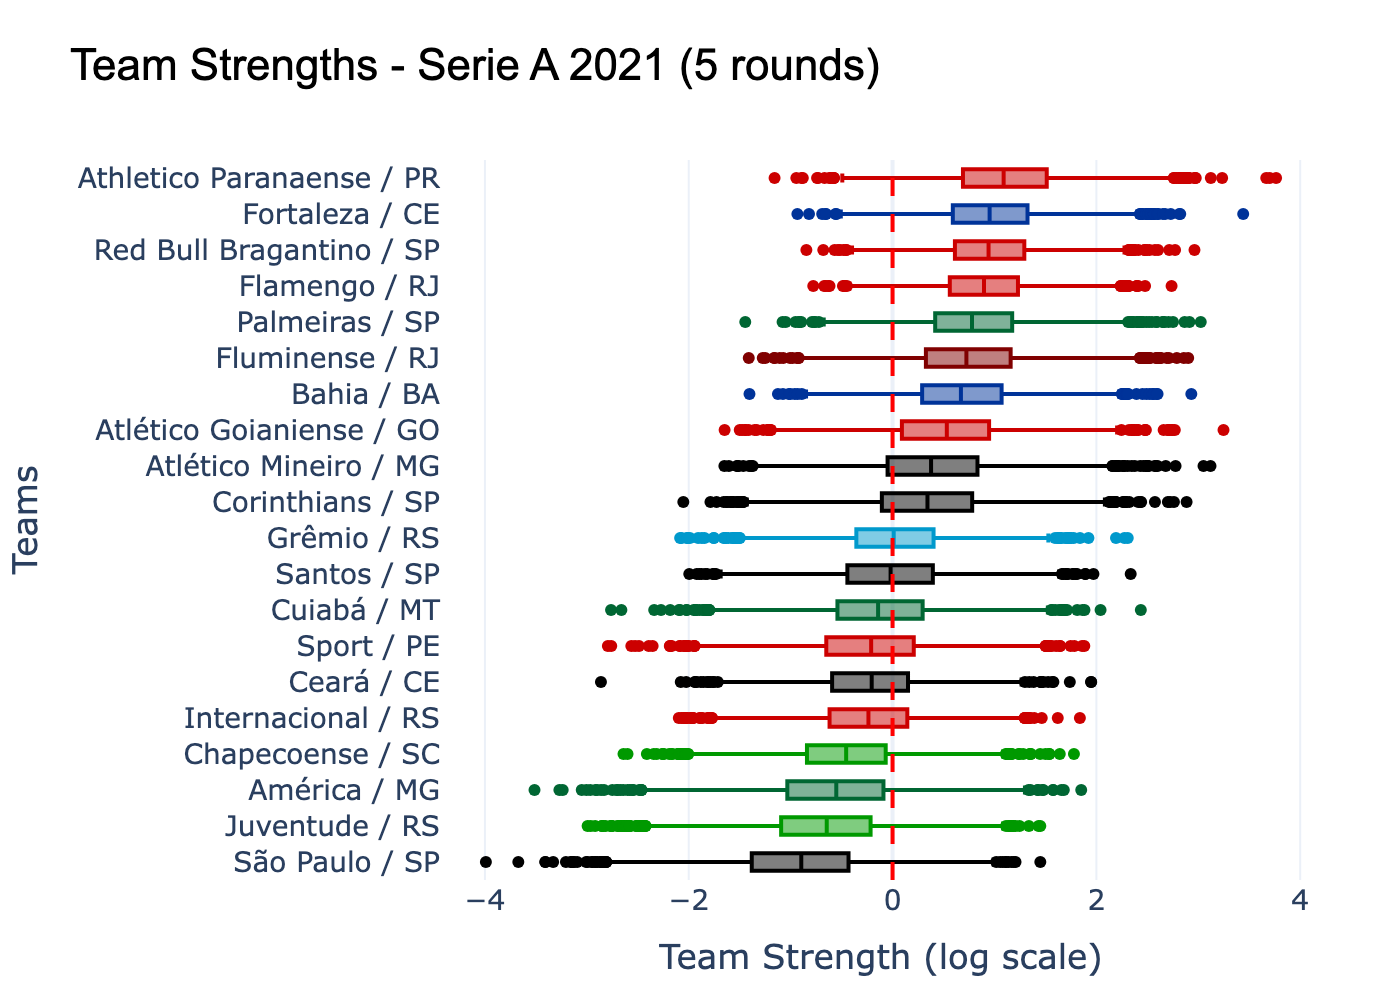 Team Strengths - Serie A 2021 (5 rounds)
Athletico Paranaense / PR
Fortaleza / CE
Red Bull Bragantino / SP
Flamengo / RJ
Palmeiras / SP
Fluminense / RJ
Bahia / BA
Atlético Goianiense / GO
Atlético Mineiro / MG
Corinthians / SP
Grêmio / RS
Santos / SP
Cuiabá / MT
Sport / PE
Ceará / CE
Internacional / RS
Chapecoense / SC
América / MG
Juventude / RS
São Paulo / SP
Teams
−4 −2 0 2 4
Team Strength (log scale)